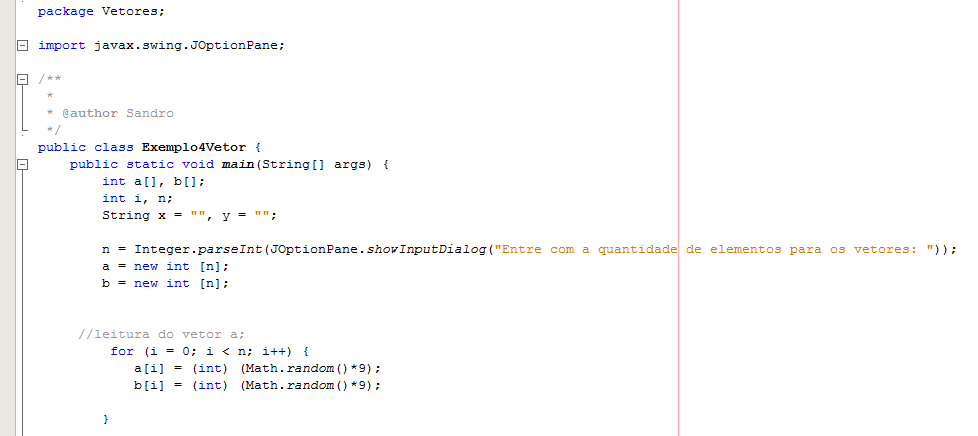 package Vetores;
import javax.swing.JOptionPane;
/**
*
* @author Sandro
*/
public class Exemplo4Vetor {
public static void main(String[] args) {
int a[], b[];
int i, n;
String x = "", y = "";
n = Integer.parseInt(JOptionPane.showInputDialog("Entre com a quantidade de elementos para os vetores: "));
a = new int [n];
b = new int [n];
//leitura do vetor a;
for (i = 0; i < n; i++) {
a[i] = (int) (Math.random()*9);
b[i] = (int) (Math.random()*9);
}